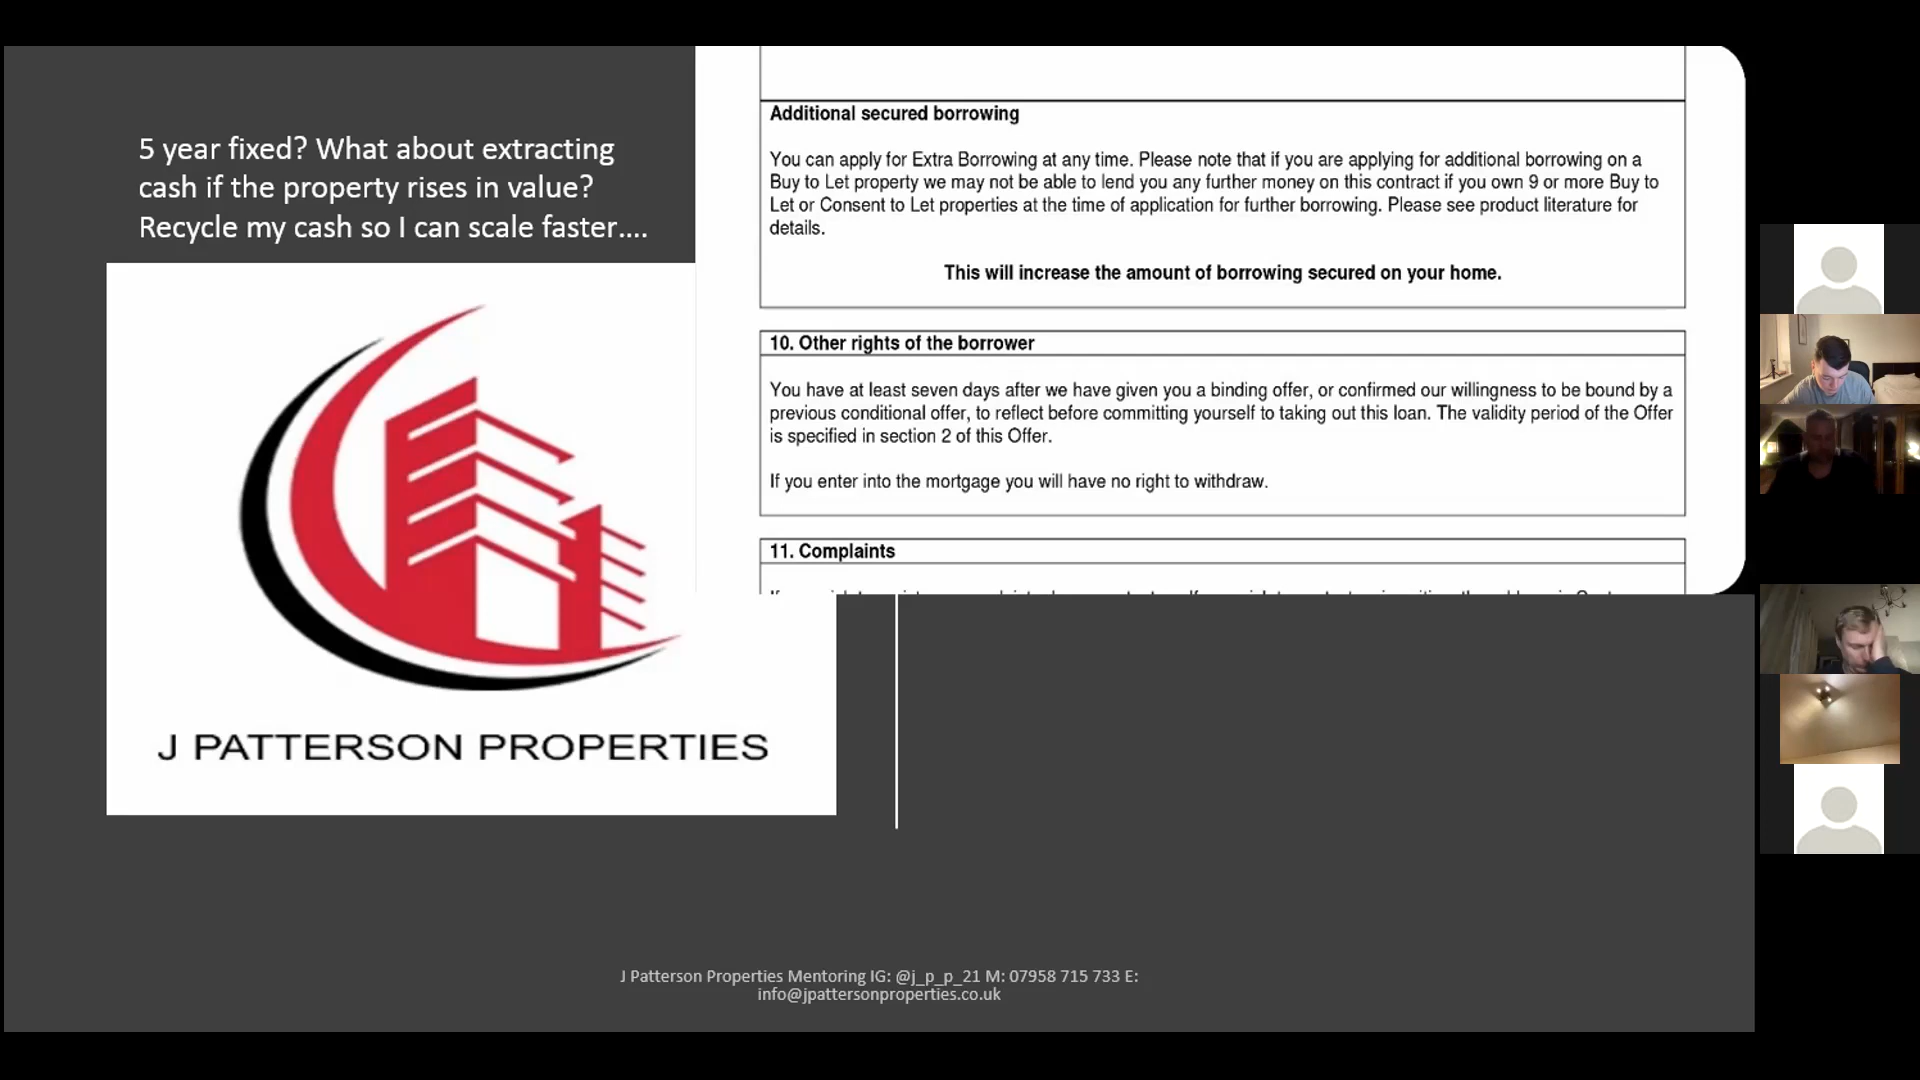 5 year fixed? What about extracting
cash if the property rises in value?
Recycle my cash so I can scale faster....
J PATTERSON PROPERTIES
Additional secured borrowing
You can apply for Extra Borrowing at any time. Please note that if you are applying for additional borrowing on a
Buy to Let property we may not be able to lend you any further money on this contract if you own 9 or more Buy to
Let or Consent to Let properties at the time of application for further borrowing. Please see product literature for
details.
This will increase the amount of borrowing secured on your home.
10. Other rights of the borrower
You have at least seven days after we have given you a binding offer, or confirmed our willingness to be bound by a
previous conditional offer, to reflect before committing yourself to taking out this loan. The validity period of the Offer
is specified in section 2 of this Offer.
If you enter into the mortgage you will have no right to withdraw.
11. Complaints
J Patterson Properties Mentoring IG: @j_p_p_21 M: 07958 715 733 E:
info@jpattersonproperties.co.uk